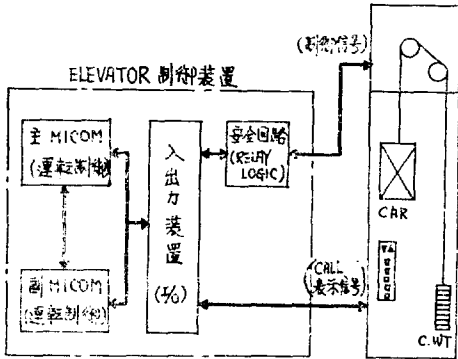 ELEVATOR 制御装置
主 MICOM
(運転制御)
副 MICOM
(運転制御)
入出力装置
(I/O)
安全回路
(RELAY
LOGIC)
(制御信号)
(CALL
表示信号)
CAR
C.WT